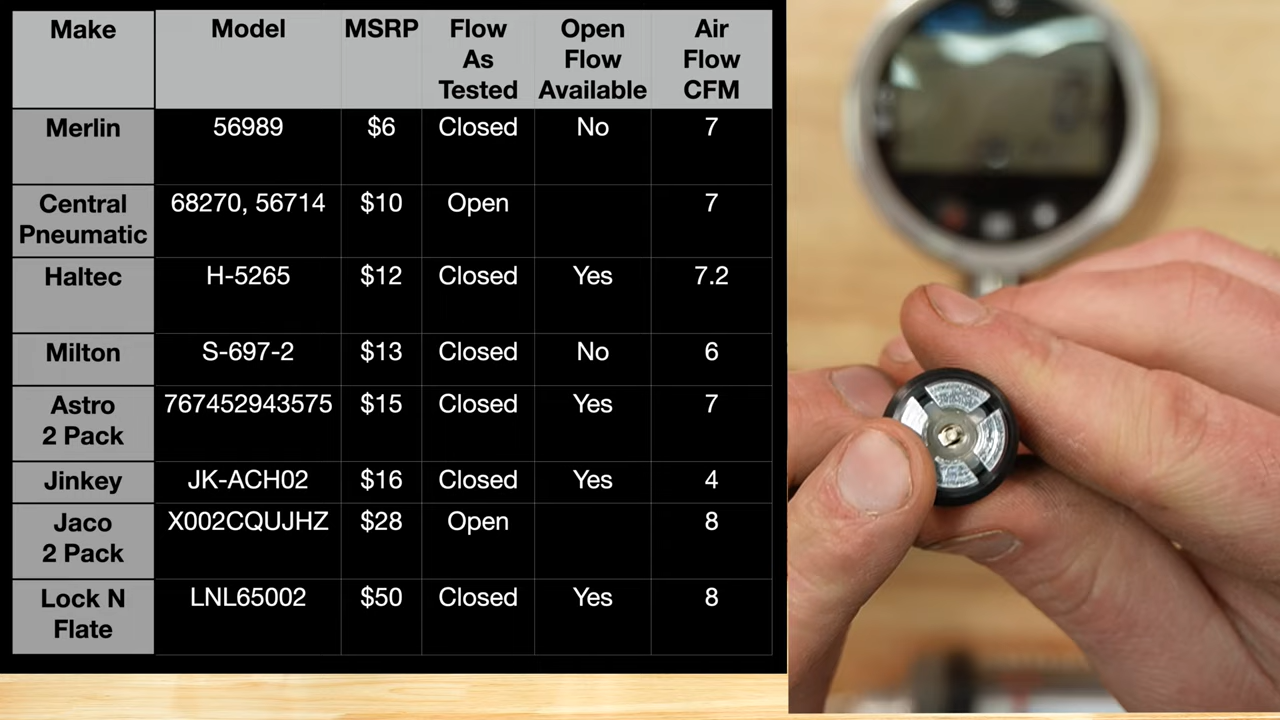 Make Model MSRP Flow As Tested Open Flow Available Air Flow CFM
Merlin 56989 $6 Closed No 7
Central Pneumatic 68270, 56714 $10 Open 7
Haltec H-5265 $12 Closed Yes 7.2
Milton S-697-2 $13 Closed No 6
Astro 2 Pack 767452943575 $15 Closed Yes 7
Jinkey JK-ACH02 $16 Closed Yes 4
Jaco 2 Pack X002CQUJHZ $28 Open 8
Lock N Flate LNL65002 $50 Closed Yes 8